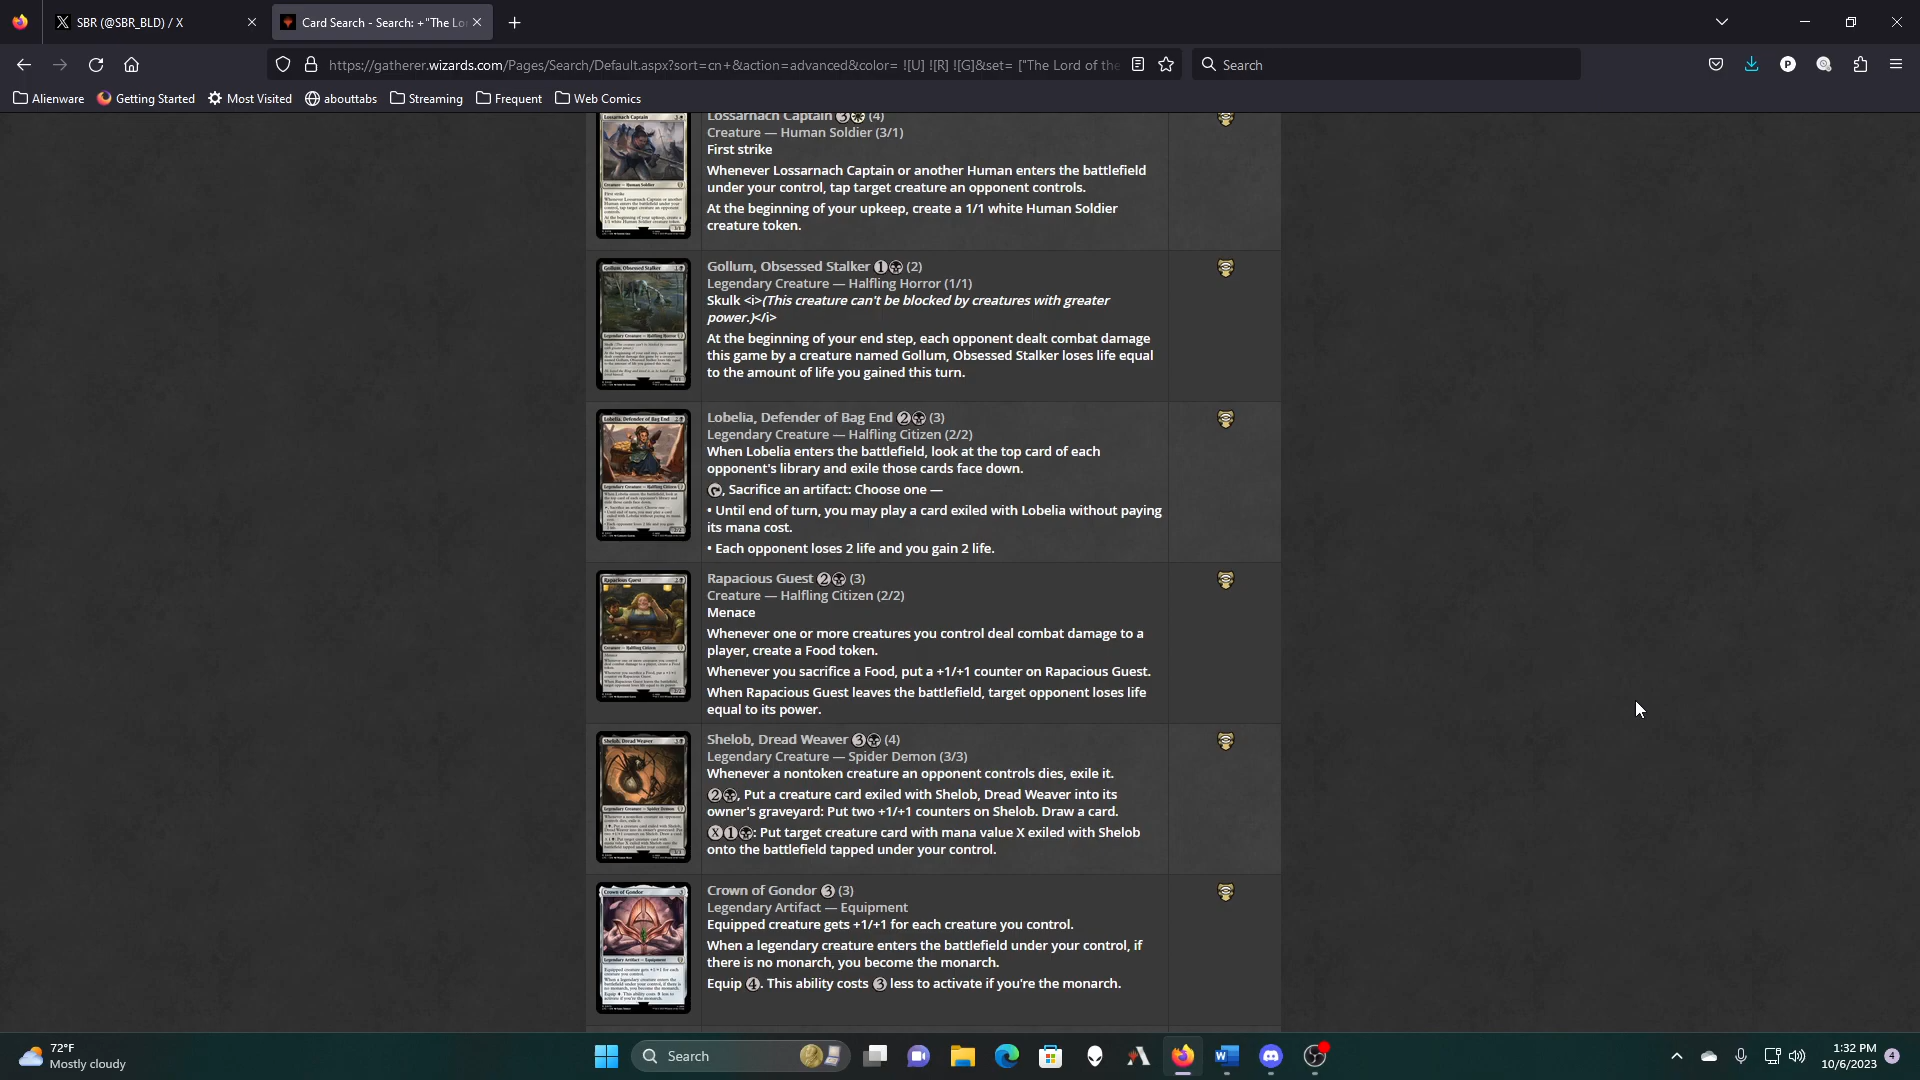 SBR (@SBR_BLD) / X
Card Search - Search: +"The Lo
https://gatherer.wizards.com/Pages/Search/Default.aspx?sort=cn+&action=advanced&color= ![U] ![R] ![G]&set= ["The Lord of the
Search
Alienware
Getting Started
Most Visited
abouttabs
Streaming
Frequent
Web Comics
Lossarnach Captain 3 (4)
Creature — Human Soldier (3/1)
First strike
Whenever Lossarnach Captain or another Human enters the battlefield
under your control, tap target creature an opponent controls.
At the beginning of your upkeep, create a 1/1 white Human Soldier
creature token.
Gollum, Obsessed Stalker 1 (2)
Legendary Creature — Halfling Horror (1/1)
Skulk <i>(This creature can't be blocked by creatures with greater
power.)</i>
At the beginning of your end step, each opponent dealt combat damage
this game by a creature named Gollum, Obsessed Stalker loses life equal
to the amount of life you gained this turn.
Lobelia, Defender of Bag End 2 (3)
Legendary Creature — Halfling Citizen (2/2)
When Lobelia enters the battlefield, look at the top card of each
opponent's library and exile those cards face down.
, Sacrifice an artifact: Choose one —
• Until end of turn, you may play a card exiled with Lobelia without paying
its mana cost.
• Each opponent loses 2 life and you gain 2 life.
Rapacious Guest 2 (3)
Creature — Halfling Citizen (2/2)
Menace
Whenever one or more creatures you control deal combat damage to a
player, create a Food token.
Whenever you sacrifice a Food, put a +1/+1 counter on Rapacious Guest.
When Rapacious Guest leaves the battlefield, target opponent loses life
equal to its power.
Shelob, Dread Weaver 3 (4)
Legendary Creature — Spider Demon (3/3)
Whenever a nontoken creature an opponent controls dies, exile it.
2, Put a creature card exiled with Shelob, Dread Weaver into its
owner's graveyard: Put two +1/+1 counters on Shelob. Draw a card.
X1: Put target creature card with mana value X exiled with Shelob
onto the battlefield tapped under your control.
Crown of Gondor 3 (3)
Legendary Artifact — Equipment
Equipped creature gets +1/+1 for each creature you control.
When a legendary creature enters the battlefield under your control, if
there is no monarch, you become the monarch.
Equip 4. This ability costs 3 less to activate if you're the monarch.
72°F
Mostly cloudy
Search
1:32 PM
10/6/2023
4